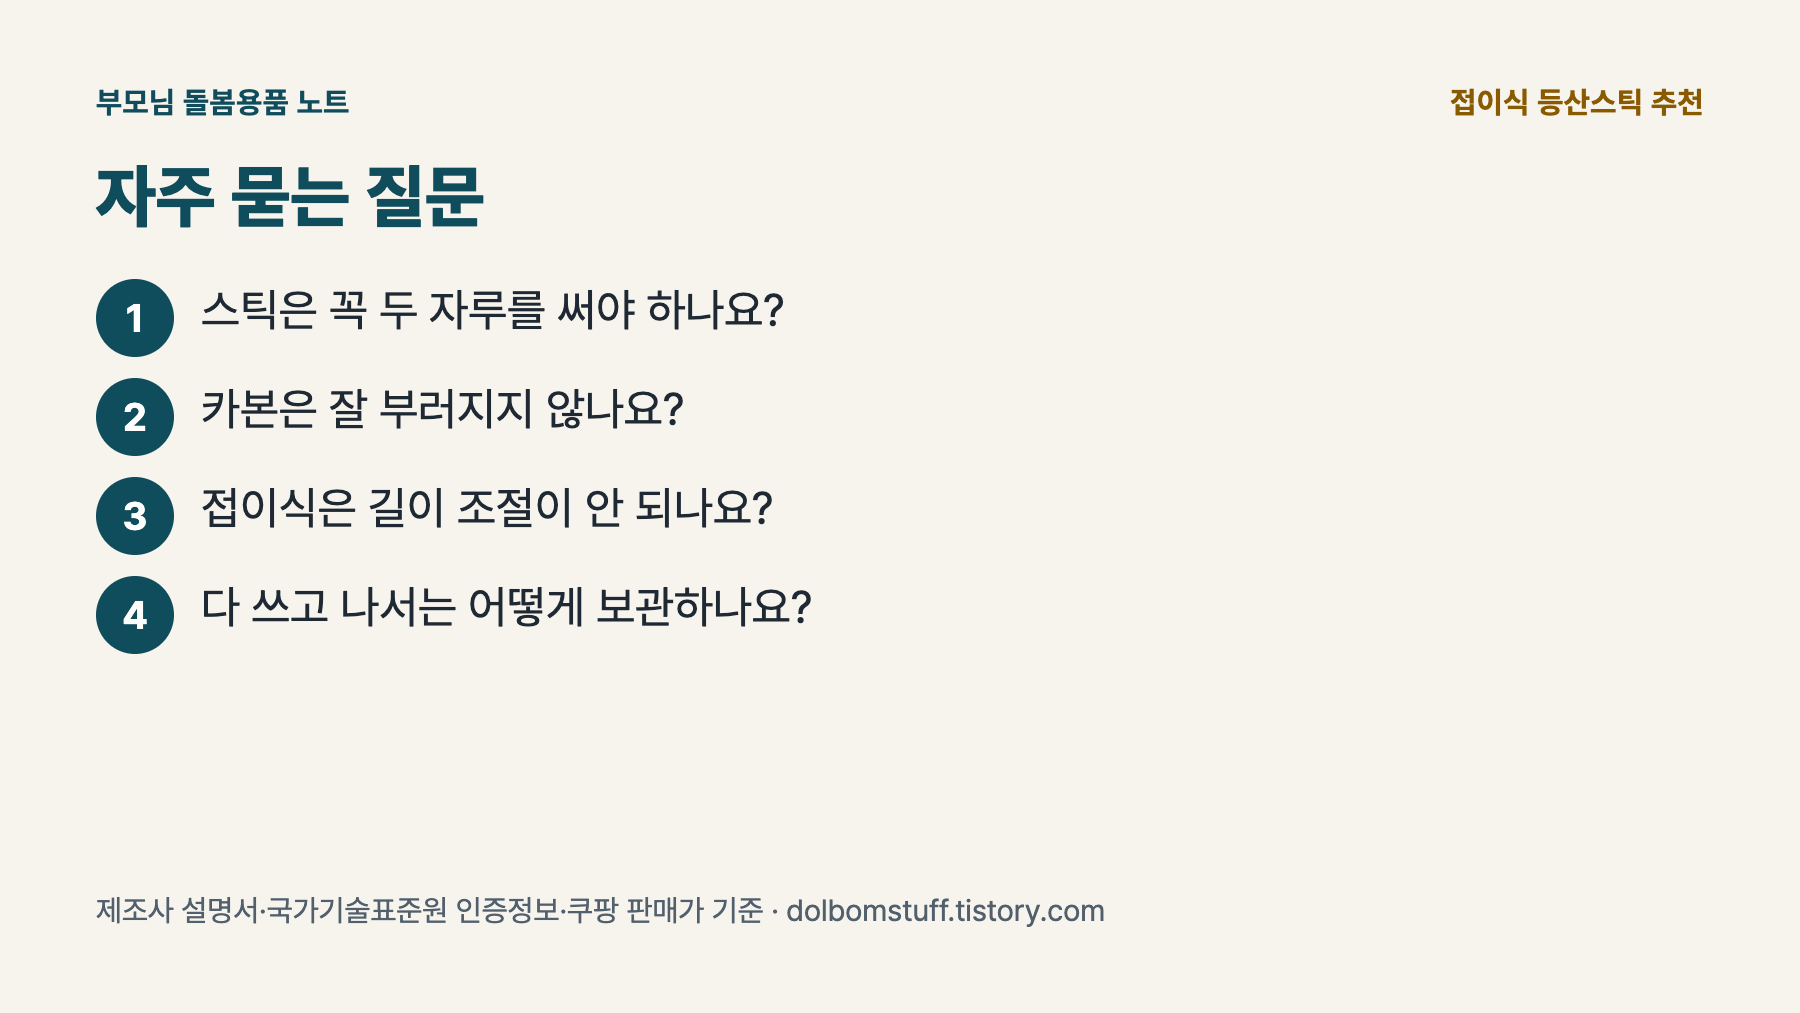 부모님 돌봄용품 노트
접이식 등산스틱 추천
자주 묻는 질문
1 스틱은 꼭 두 자루를 써야 하나요?
2 카본은 잘 부러지지 않나요?
3 접이식은 길이 조절이 안 되나요?
4 다 쓰고 나서는 어떻게 보관하나요?
제조사 설명서·국가기술표준원 인증정보·쿠팡 판매가 기준 · dolbomstuff.tistory.com